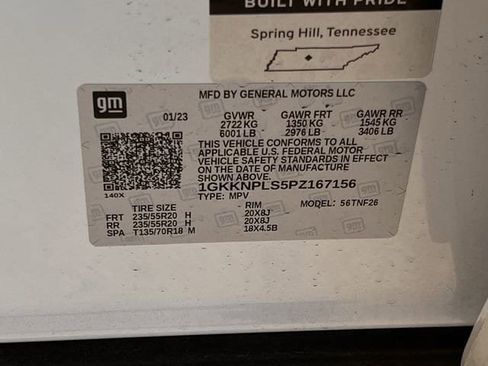 BUILT WITH PRIDE
Spring Hill, Tennessee
gm
MFD BY GENERAL MOTORS LLC
01/23 GVWR GAWR FRT GAWR RR
2722 KG 1350 KG 1545 KG
6001 LB 2976 LB 3406 LB
THIS VEHICLE CONFORMS TO ALL
APPLICABLE U.S. FEDERAL MOTOR
VEHICLE SAFETY STANDARDS IN EFFECT ON
THE DATE OF MANUFACTURE
SHOWN ABOVE.
1GKKNPLS5PZ167156
140X TYPE: MPV
TIRE SIZE RIM MODEL: 56TNF26
FRT 235/55R20 H 20X8J
RR 235/55R20 H 20X8J
SPA T135/70R18 M 18X4.5B